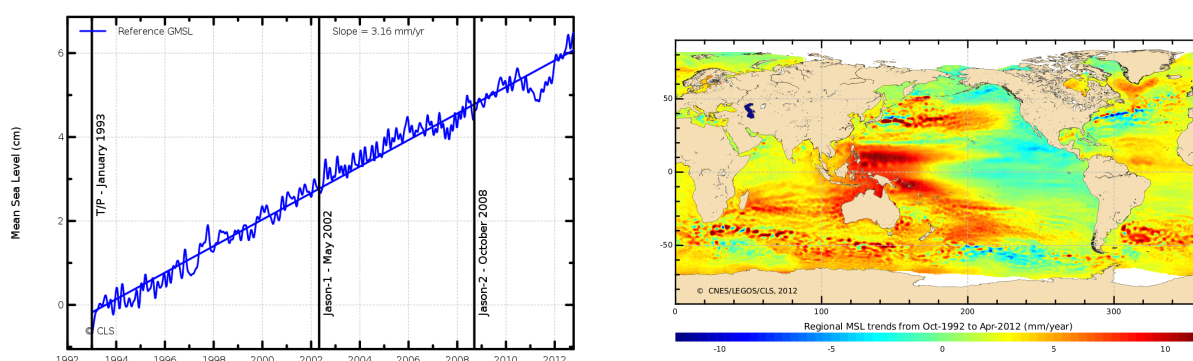 Reference GMSL
Slope = 3.16 mm/yr
Mean Sea Level (cm)
6
4
2
0
T/P - January 1993
Jason-1 - May 2002
Jason-2 - October 2008
© CLS
1992 1994 1996 1998 2000 2002 2004 2006 2008 2010 2012
50
0
-50
© CNES/LEGOS/CLS, 2012
0 100 200 300
Regional MSL trends from Oct-1992 to Apr-2012 (mm/year)
-10 -5 0 5 10